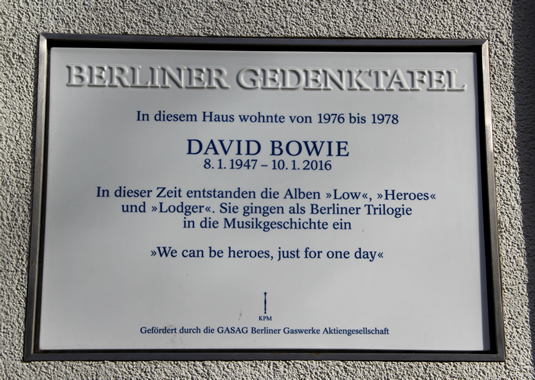 BERLINER GEDENKTAFEL
In diesem Haus wohnte von 1976 bis 1978
DAVID BOWIE
8. 1. 1947 – 10. 1. 2016
In dieser Zeit entstanden die Alben »Low«, »Heroes«
und »Lodger«. Sie gingen als Berliner Trilogie
in die Musikgeschichte ein
»We can be heroes, just for one day«
KPM
Gefördert durch die GASAG Berliner Gaswerke Aktiengesellschaft